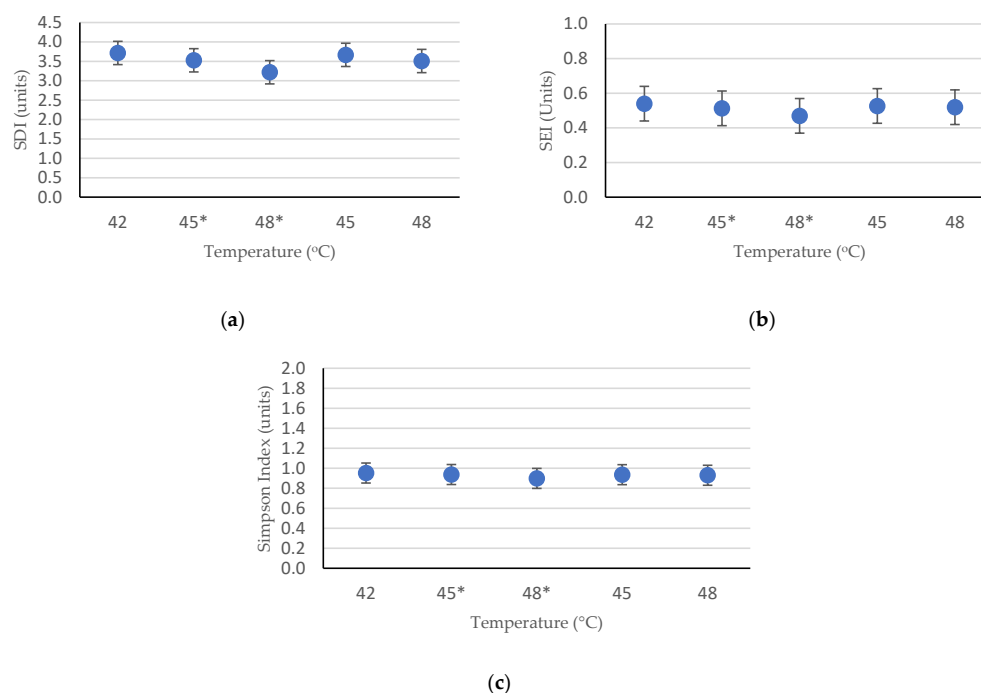 4.5
4.0
3.5
3.0
2.5
2.0
1.5
1.0
0.5
0.0
SDI (units)
42 45* 48* 45 48
Temperature (°C)
(a)
1.0
0.8
0.6
0.4
0.2
0.0
SEI (Units)
42 45* 48* 45 48
Temperature (°C)
(b)
2.0
1.8
1.6
1.4
1.2
1.0
0.8
0.6
0.4
0.2
0.0
Simpson Index (units)
42 45* 48* 45 48
Temperature (°C)
(c)